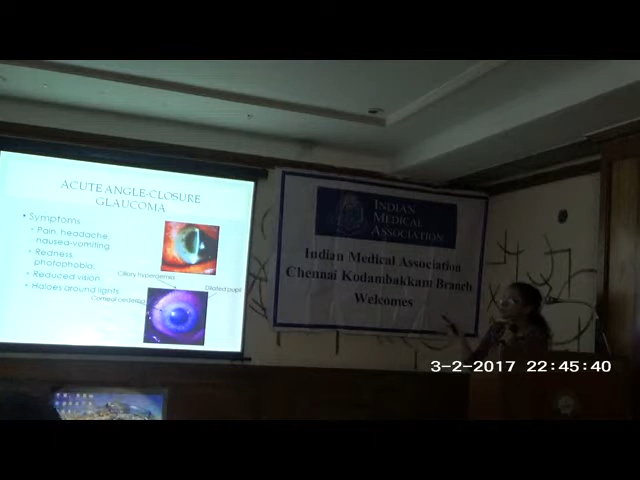 ACUTE ANGLE-CLOSURE
GLAUCOMA
• Symptoms
• Pain, headache,
nausea-vomiting
• Redness,
photophobia,
• Reduced vision,
• Haloes around lights
Ciliary hyperaemia
Corneal oedema
Dilated pupil
INDIAN
MEDICAL
ASSOCIATION
Indian Medical Association
Chennai Kodambakkam Branch
Welcomes
3-2-2017 22:45:40